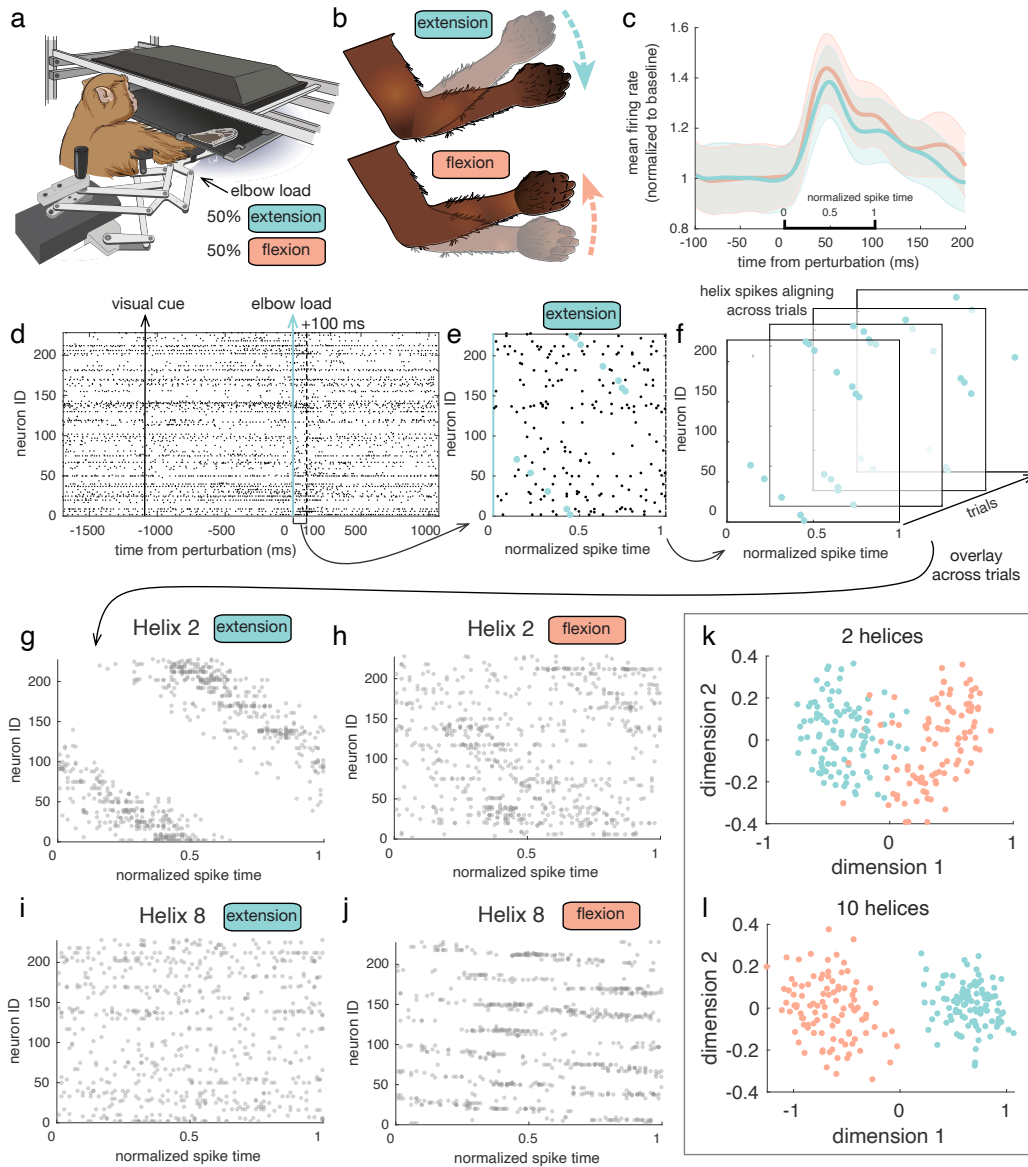 a
elbow load
50% extension
50% flexion
b
extension
flexion
c
mean firing rate
(normalized to baseline)
1.6
1.4
1.2
1
0.8
normalized spike time
0 0.5 1
-100 -50 0 50 100 150 200
time from perturbation (ms)
d
visual cue
elbow load
+100 ms
neuron ID
200
150
100
50
0
-1500 -1000 -500 0 100 500 1000
time from perturbation (ms)
e
extension
neuron ID
200
150
100
50
0
0 0.5 1
normalized spike time
f
helix spikes aligning
across trials
neuron ID
200
150
100
50
0
0 0.5 1
normalized spike time
trials
overlay
across trials
g
Helix 2 extension
neuron ID
200
150
100
50
0
0 0.5 1
normalized spike time
h
Helix 2 flexion
neuron ID
200
150
100
50
0
0 0.5 1
normalized spike time
i
Helix 8 extension
neuron ID
200
150
100
50
0
0 0.5 1
normalized spike time
j
Helix 8 flexion
neuron ID
200
150
100
50
0
0 0.5 1
normalized spike time
k
2 helices
dimension 2
0.4
0.2
0
-0.2
-0.4
-1 0 1
dimension 1
l
10 helices
dimension 2
0.4
0.2
0
-0.2
-0.4
-1 0 1
dimension 1